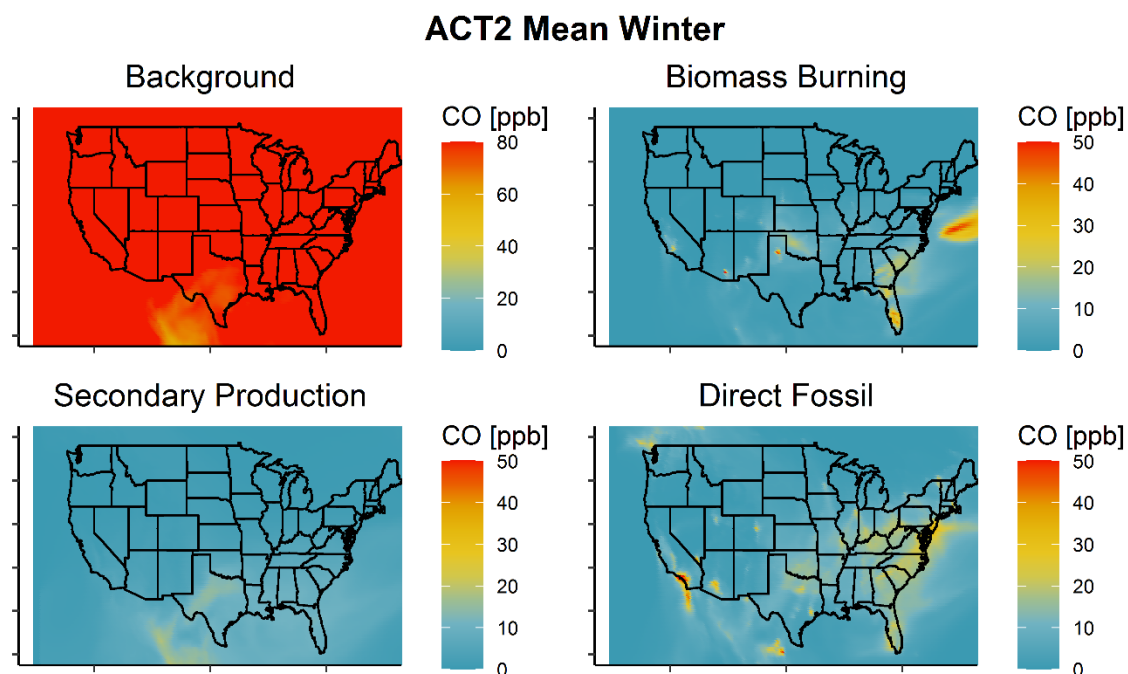 ACT2 Mean Winter
Background
CO [ppb]
80
60
40
20
0
Biomass Burning
CO [ppb]
50
40
30
20
10
0
Secondary Production
CO [ppb]
50
40
30
20
10
0
Direct Fossil
CO [ppb]
50
40
30
20
10
0